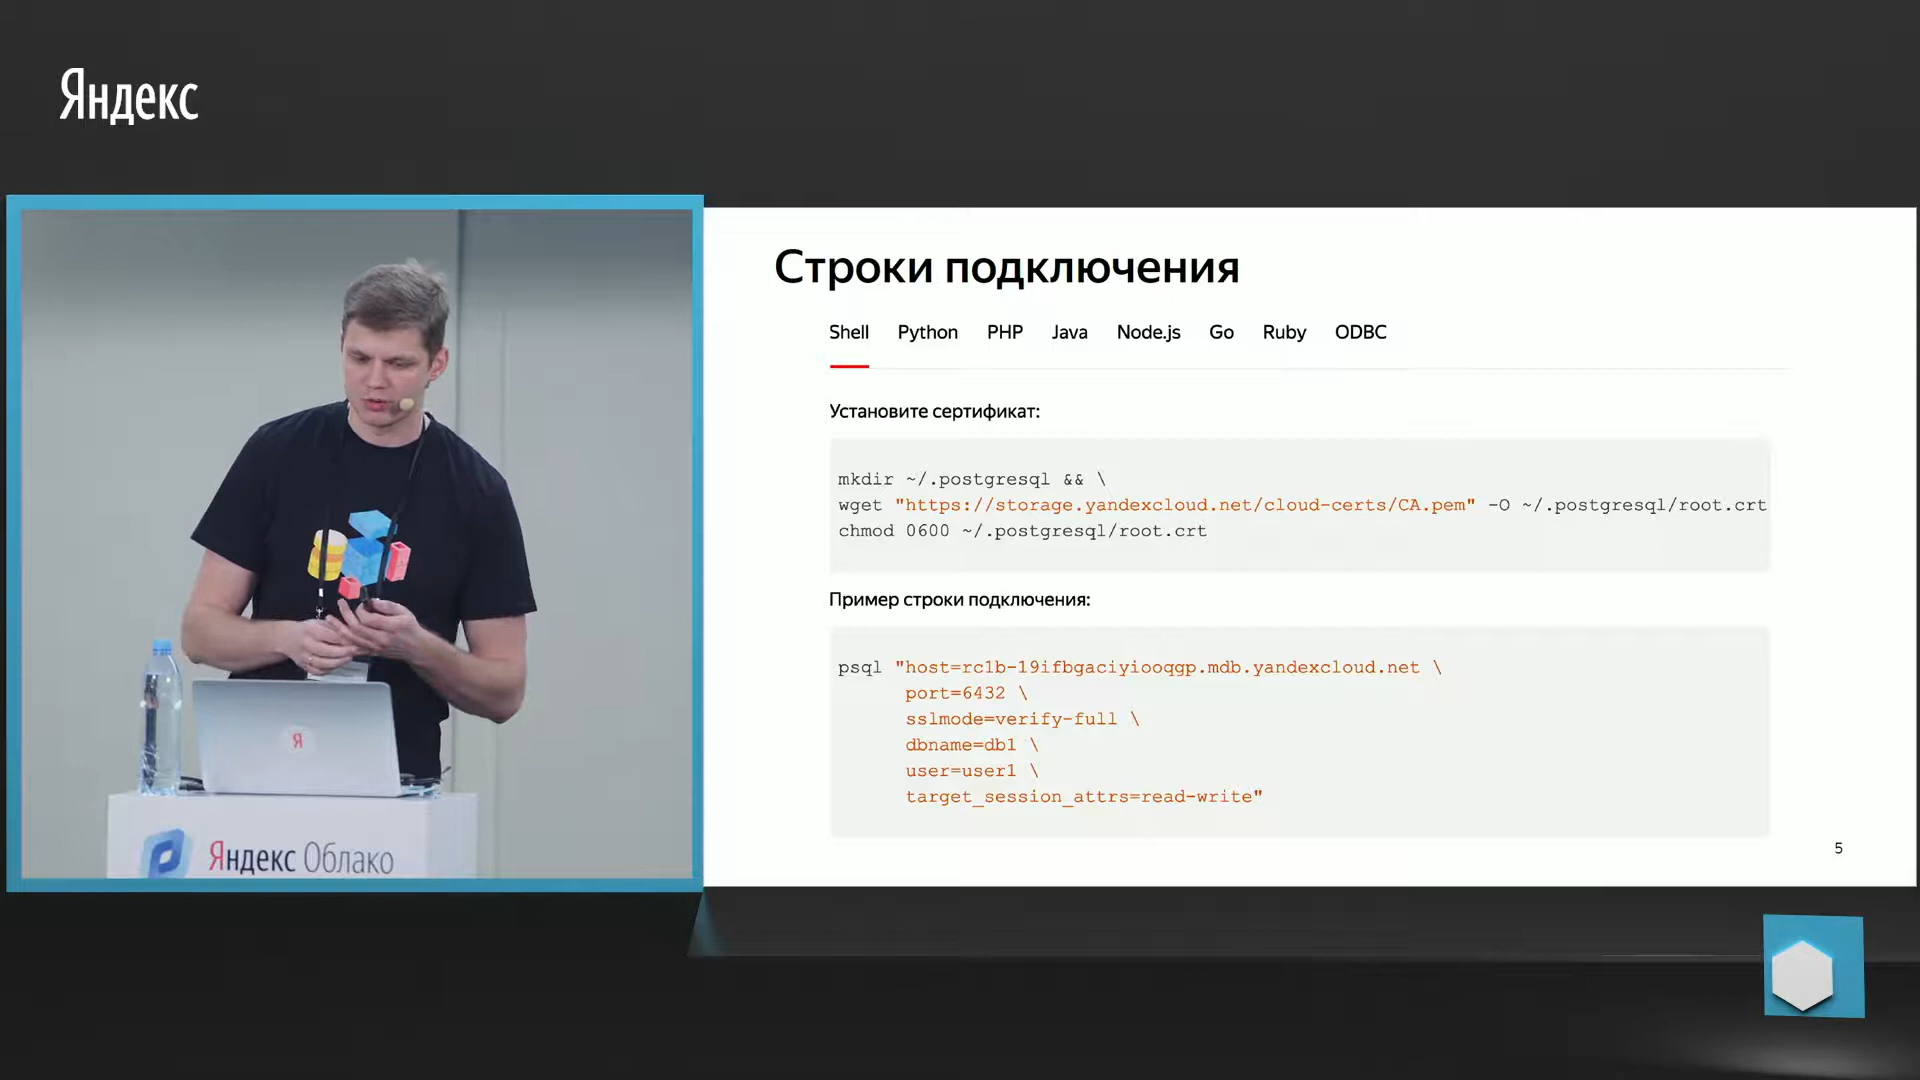 Яндекс
Строки подключения
Shell Python PHP Java Node.js Go Ruby ODBC
Установите сертификат:
mkdir ~/.postgresql && \
wget "https://storage.yandexcloud.net/cloud-certs/CA.pem" -O ~/.postgresql/root.crt
chmod 0600 ~/.postgresql/root.crt
Пример строки подключения:
psql "host=rc1b-19ifbgaciyiooqgp.mdb.yandexcloud.net \
port=6432 \
sslmode=verify-full \
dbname=db1 \
user=user1 \
target_session_attrs=read-write"
5
Я
Яндекс Облако